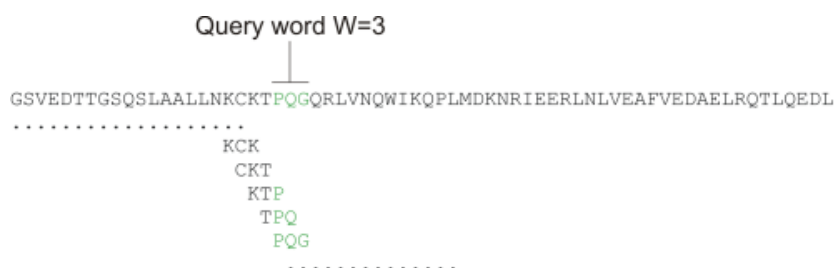 Query word W=3
GSVEDTTGSQSLAALLNKCKTPQGQRLVNQWIKQPLMDKNRIEERLNLVEAFVEDAELRQTLQEDL
...................
KCK
CKT
KTP
TPQ
PQG
..............